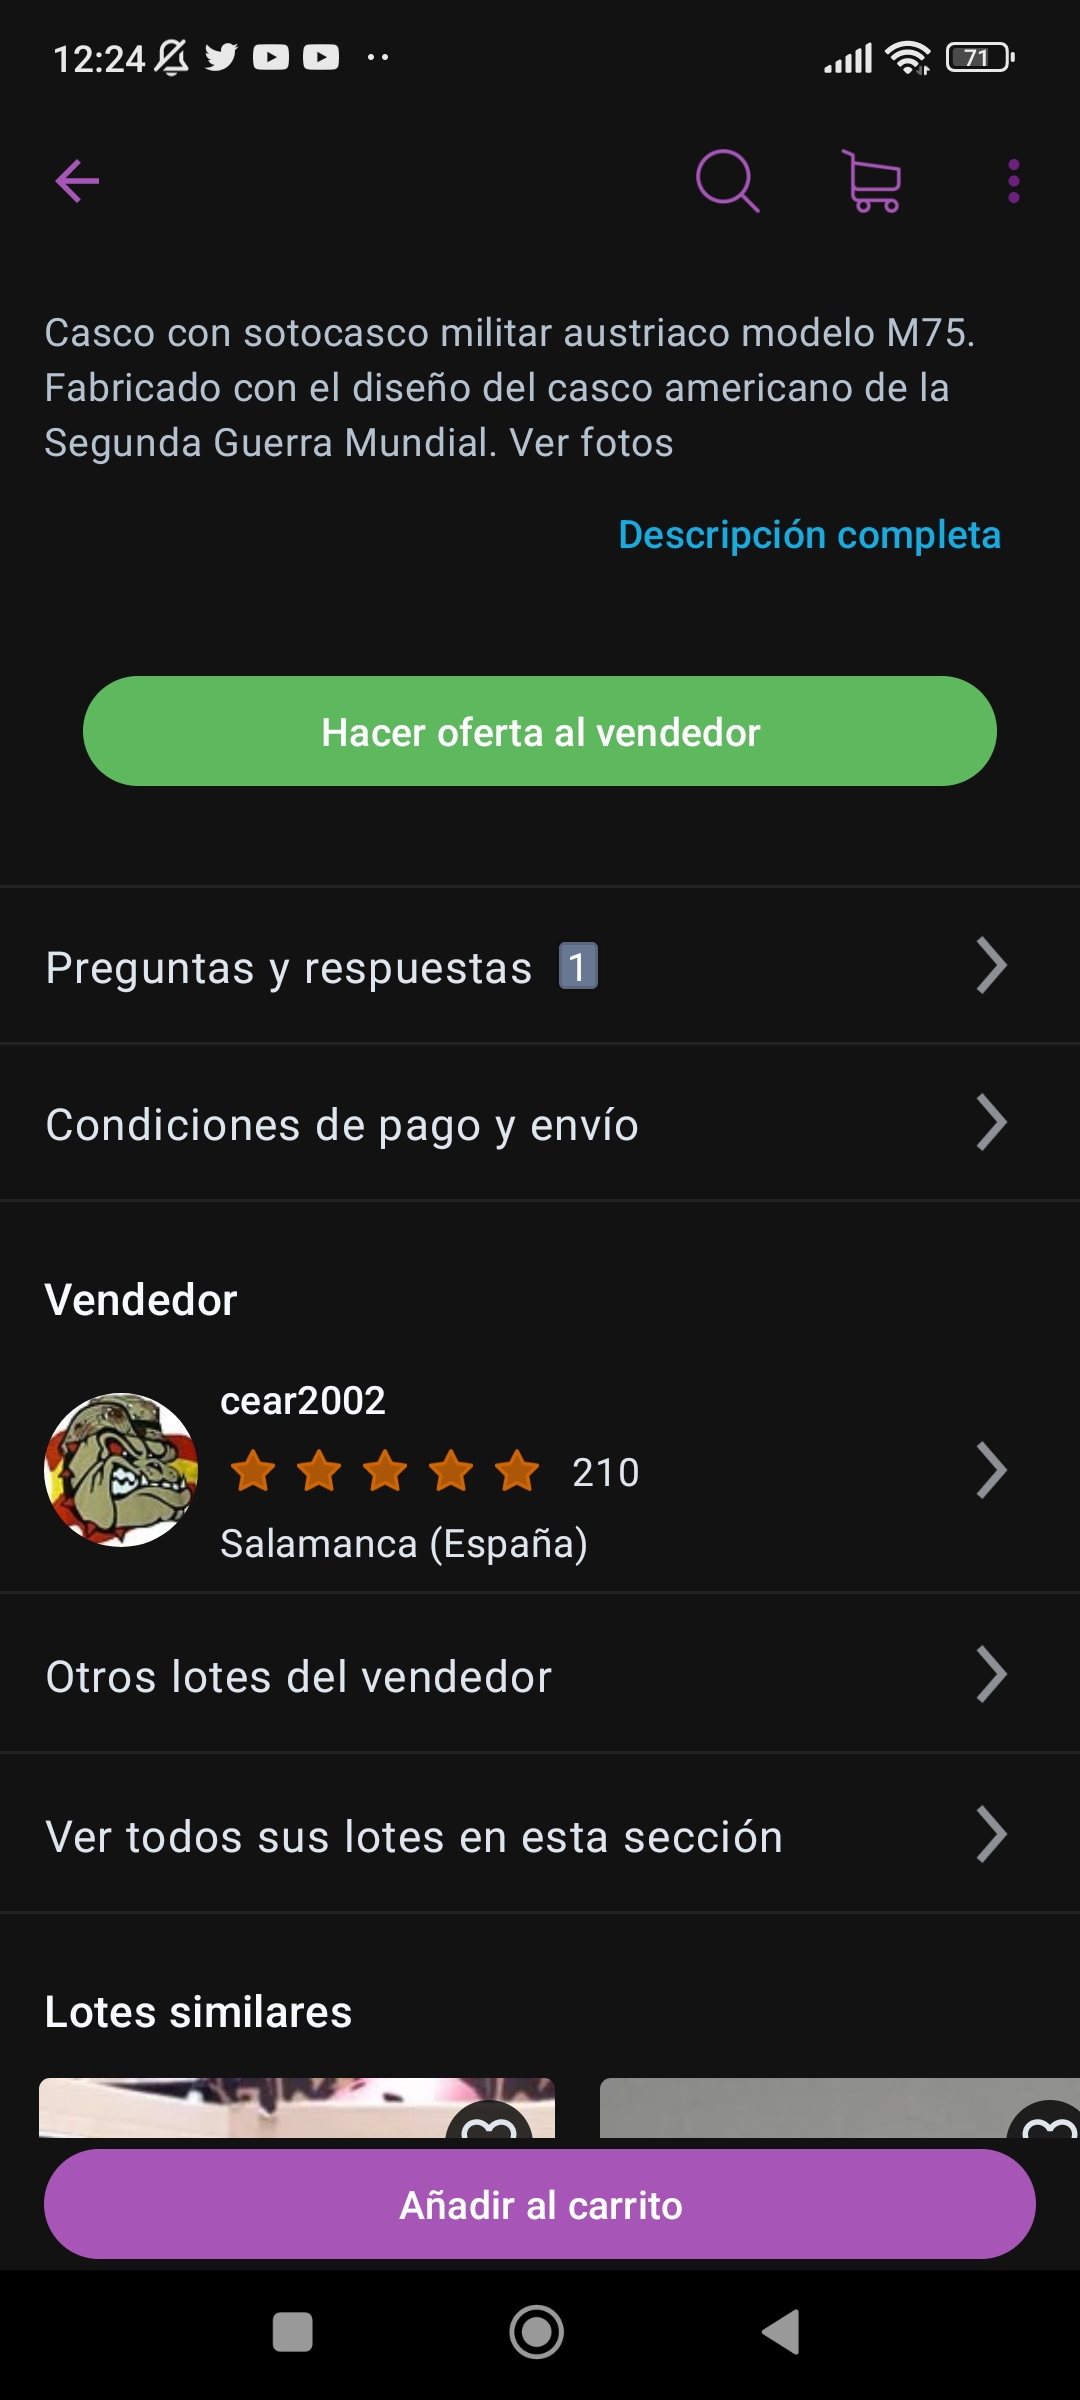 12:24
71
Casco con sotocasco militar austriaco modelo M75.
Fabricado con el diseño del casco americano de la
Segunda Guerra Mundial. Ver fotos
Descripción completa
Hacer oferta al vendedor
Preguntas y respuestas 1
Condiciones de pago y envío
Vendedor
cear2002
210
Salamanca (España)
Otros lotes del vendedor
Ver todos sus lotes en esta sección
Lotes similares
Añadir al carrito